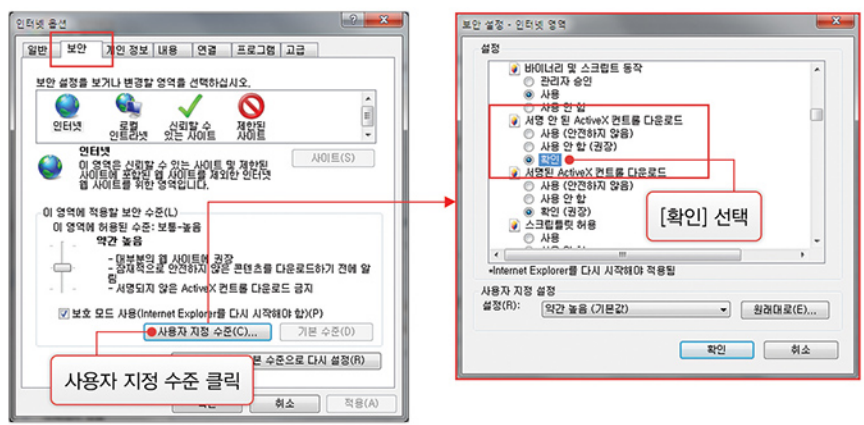 인터넷 옵션
일반
보안
개인 정보
내용
연결
프로그램
고급
보안 설정을 보거나 변경할 영역을 선택하십시오.
인터넷
로컬
인트라넷
신뢰할 수
있는 사이트
제한된
사이트
인터넷
이 영역은 신뢰할 수 있는 사이트 및 제한된
사이트에 포함된 웹 사이트를 제외한 인터넷
웹 사이트를 위한 영역입니다.
사이트(S)
이 영역에 적용할 보안 수준(L)
이 영역에 허용된 수준: 보통-높음
약간 높음
- 대부분의 웹 사이트에 권장
- 잠재적으로 안전하지 않은 콘텐츠를 다운로드하기 전에 알
림
- 서명되지 않은 ActiveX 컨트롤 다운로드 금지
보호 모드 사용(Internet Explorer를 다시 시작해야 함)(P)
사용자 지정 수준(C)...
기본 수준(D)
본 수준으로 다시 설정(R)
사용자 지정 수준 클릭
확인
취소
적용(A)
보안 설정 - 인터넷 영역
설정
바이너리 및 스크립트 동작
관리자 승인
사용
사용 안 함
서명 안 된 ActiveX 컨트롤 다운로드
사용 (안전하지 않음)
사용 안 함 (권장)
확인
서명된 ActiveX 컨트롤 다운로드
사용 (안전하지 않음)
사용 안 함
확인 (권장)
스크립틀릿 허용
사용
[확인] 선택
*Internet Explorer를 다시 시작해야 적용됨
사용자 지정 설정
설정(R):
약간 높음 (기본값)
원래대로(E)...
확인
취소